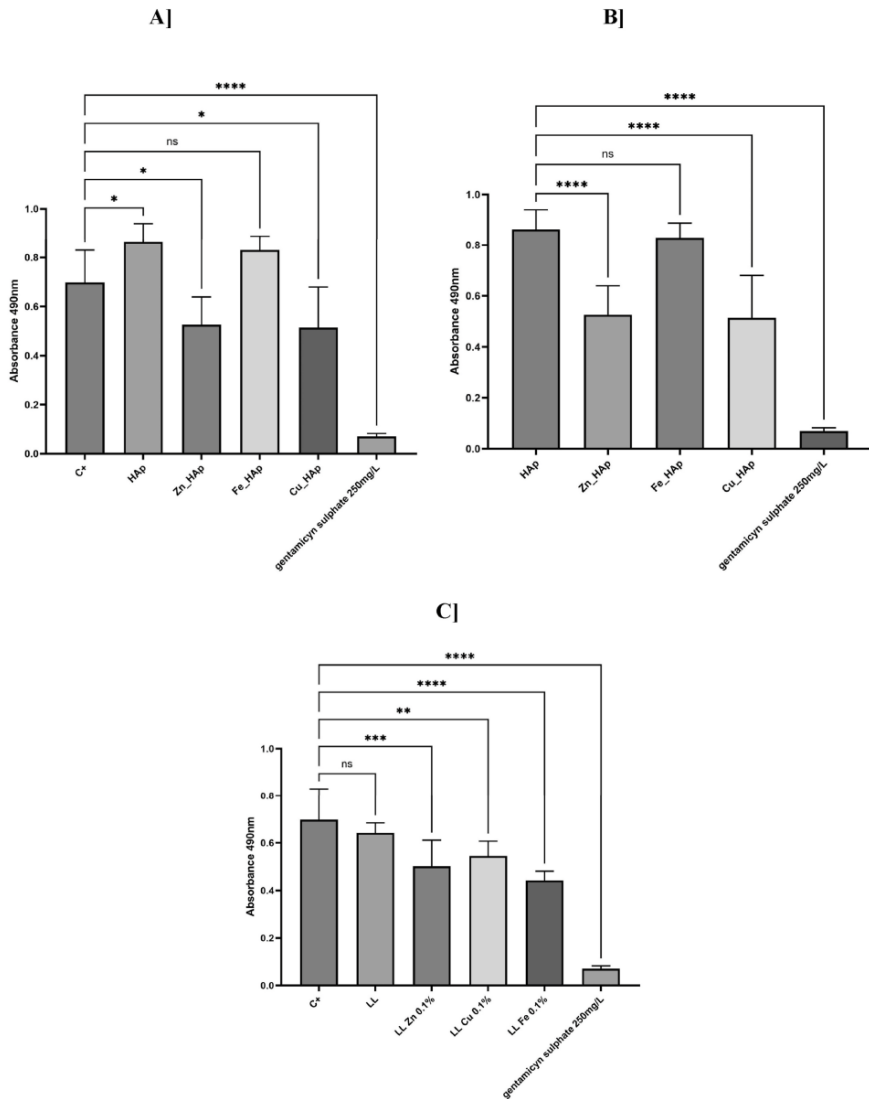 A]
****
*
ns
*
*
Absorbance 490nm
1.0
0.8
0.6
0.4
0.2
0.0
C+
HAp
Zn_HAp
Fe_HAp
Cu_HAp
gentamicyn sulphate 250mg/L
B]
****
****
ns
****
Absorbance 490nm
1.0
0.8
0.6
0.4
0.2
0.0
HAp
Zn_HAp
Fe_HAp
Cu_HAp
gentamicyn sulphate 250mg/L
C]
****
****
**
***
ns
Absorbance 490nm
1.0
0.8
0.6
0.4
0.2
0.0
C+
LL
LL Zn 0.1%
LL Cu 0.1%
LL Fe 0.1%
gentamicyn sulphate 250mg/L